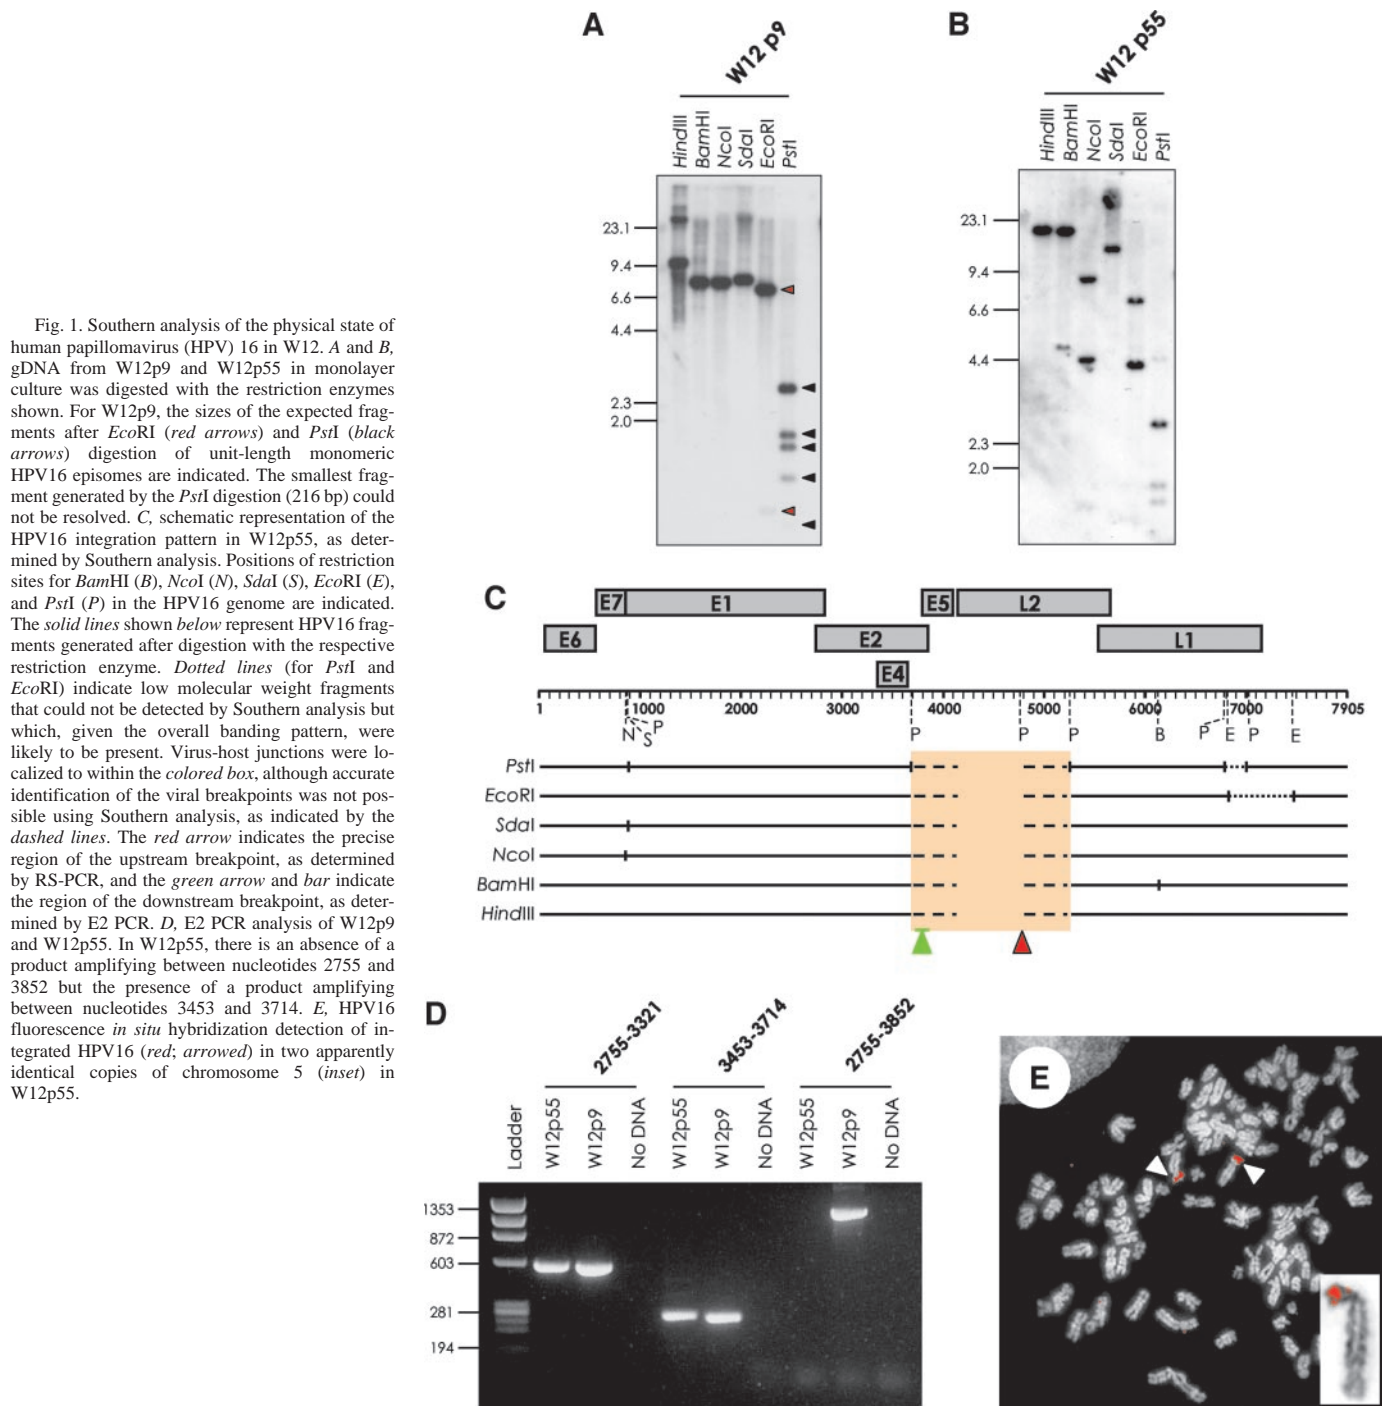 Fig. 1. Southern analysis of the physical state of
human papillomavirus (HPV) 16 in W12. A and B,
gDNA from W12p9 and W12p55 in monolayer
culture was digested with the restriction enzymes
shown. For W12p9, the sizes of the expected frag-
ments after EcoRI (red arrows) and PstI (black
arrows) digestion of unit-length monomeric
HPV16 episomes are indicated. The smallest frag-
ment generated by the PstI digestion (216 bp) could
not be resolved. C, schematic representation of the
HPV16 integration pattern in W12p55, as deter-
mined by Southern analysis. Positions of restriction
sites for BamHI (B), NcoI (N), SdaI (S), EcoRI (E),
and PstI (P) in the HPV16 genome are indicated.
The solid lines shown below represent HPV16 frag-
ments generated after digestion with the respective
restriction enzyme. Dotted lines (for PstI and
EcoRI) indicate low molecular weight fragments
that could not be detected by Southern analysis but
which, given the overall banding pattern, were
likely to be present. Virus-host junctions were lo-
calized to within the colored box, although accurate
identification of the viral breakpoints was not pos-
sible using Southern analysis, as indicated by the
dashed lines. The red arrow indicates the precise
region of the upstream breakpoint, as determined
by RS-PCR, and the green arrow and bar indicate
the region of the downstream breakpoint, as deter-
mined by E2 PCR. D, E2 PCR analysis of W12p9
and W12p55. In W12p55, there is an absence of a
product amplifying between nucleotides 2755 and
3852 but the presence of a product amplifying
between nucleotides 3453 and 3714. E, HPV16
fluorescence in situ hybridization detection of in-
tegrated HPV16 (red; arrowed) in two apparently
identical copies of chromosome 5 (inset) in
W12p55.
A
W12 p9
HindIII BamHI NcoI SdaI EcoRI PstI
23.1
9.4
6.6
4.4
2.3
2.0
B
W12 p55
HindIII BamHI NcoI SdaI EcoRI PstI
23.1
9.4
6.6
4.4
2.3
2.0
C
E7 E1 E5 L2
E6 E2 L1
E4
1 1000 2000 3000 4000 5000 6000 7000 7905
N S P P P P B P E P E
PstI
EcoRI
SdaI
NcoI
BamHI
HindIII
D
2755-3321 3453-3714 2755-3852
Ladder W12p55 W12p9 No DNA W12p55 W12p9 No DNA W12p55 W12p9 No DNA
1353
872
603
281
194
E